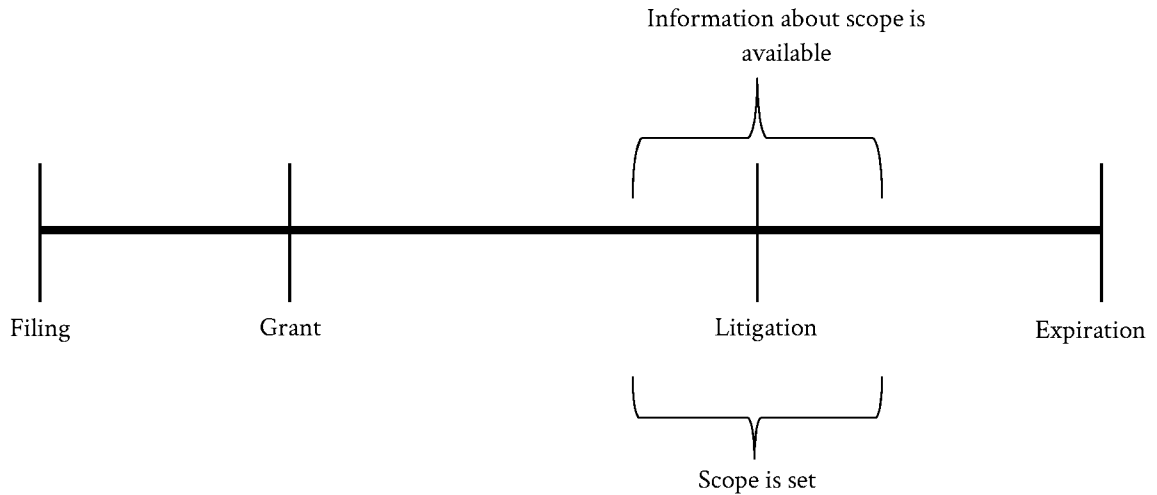 Information about scope is
available
Filing
Grant
Litigation
Expiration
Scope is set